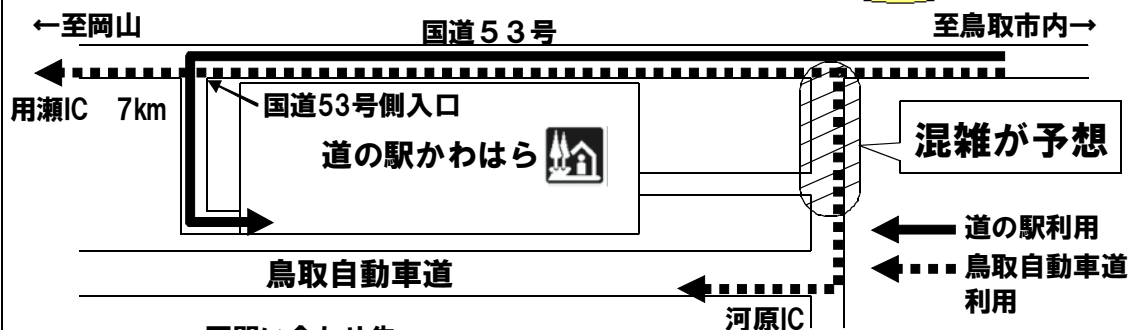 ←至岡山
国道５３号
至鳥取市内→
用瀬IC　7km
国道53号側入口
道の駅かわはら
混雑が予想
道の駅利用
鳥取自動車道
鳥取自動車道
利用
河原IC